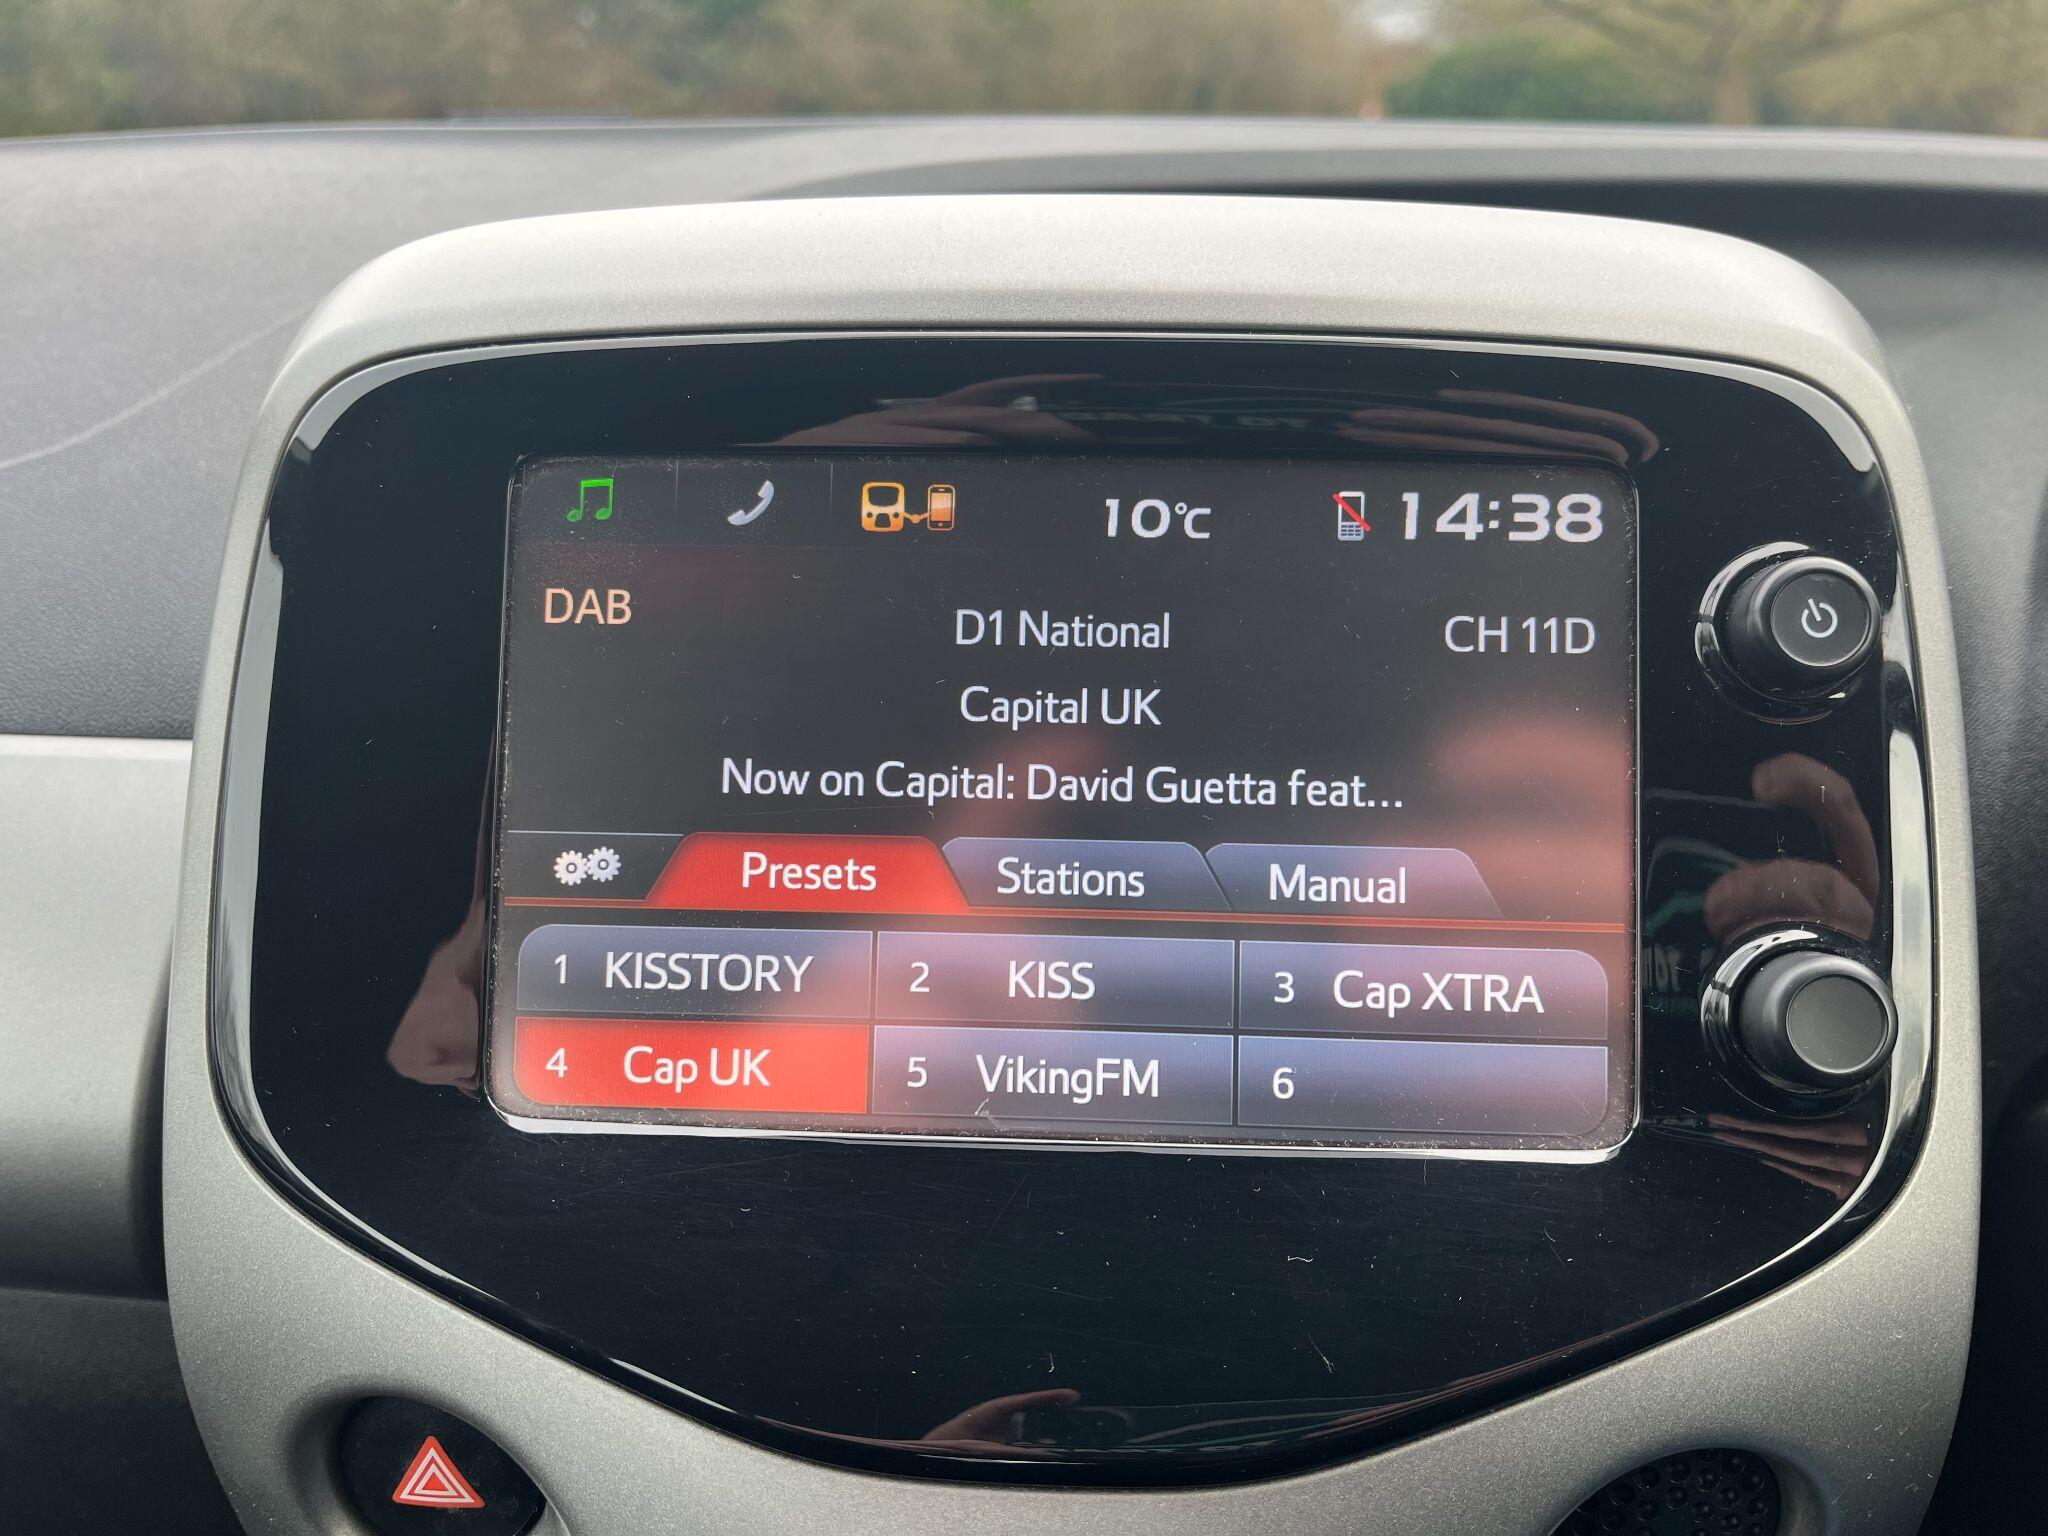 10°C
14:38
DAB
D1 National
CH 11D
Capital UK
Now on Capital: David Guetta feat...
Presets
Stations
Manual
1 KISSTORY
2 KISS
3 Cap XTRA
4 Cap UK
5 VikingFM
6